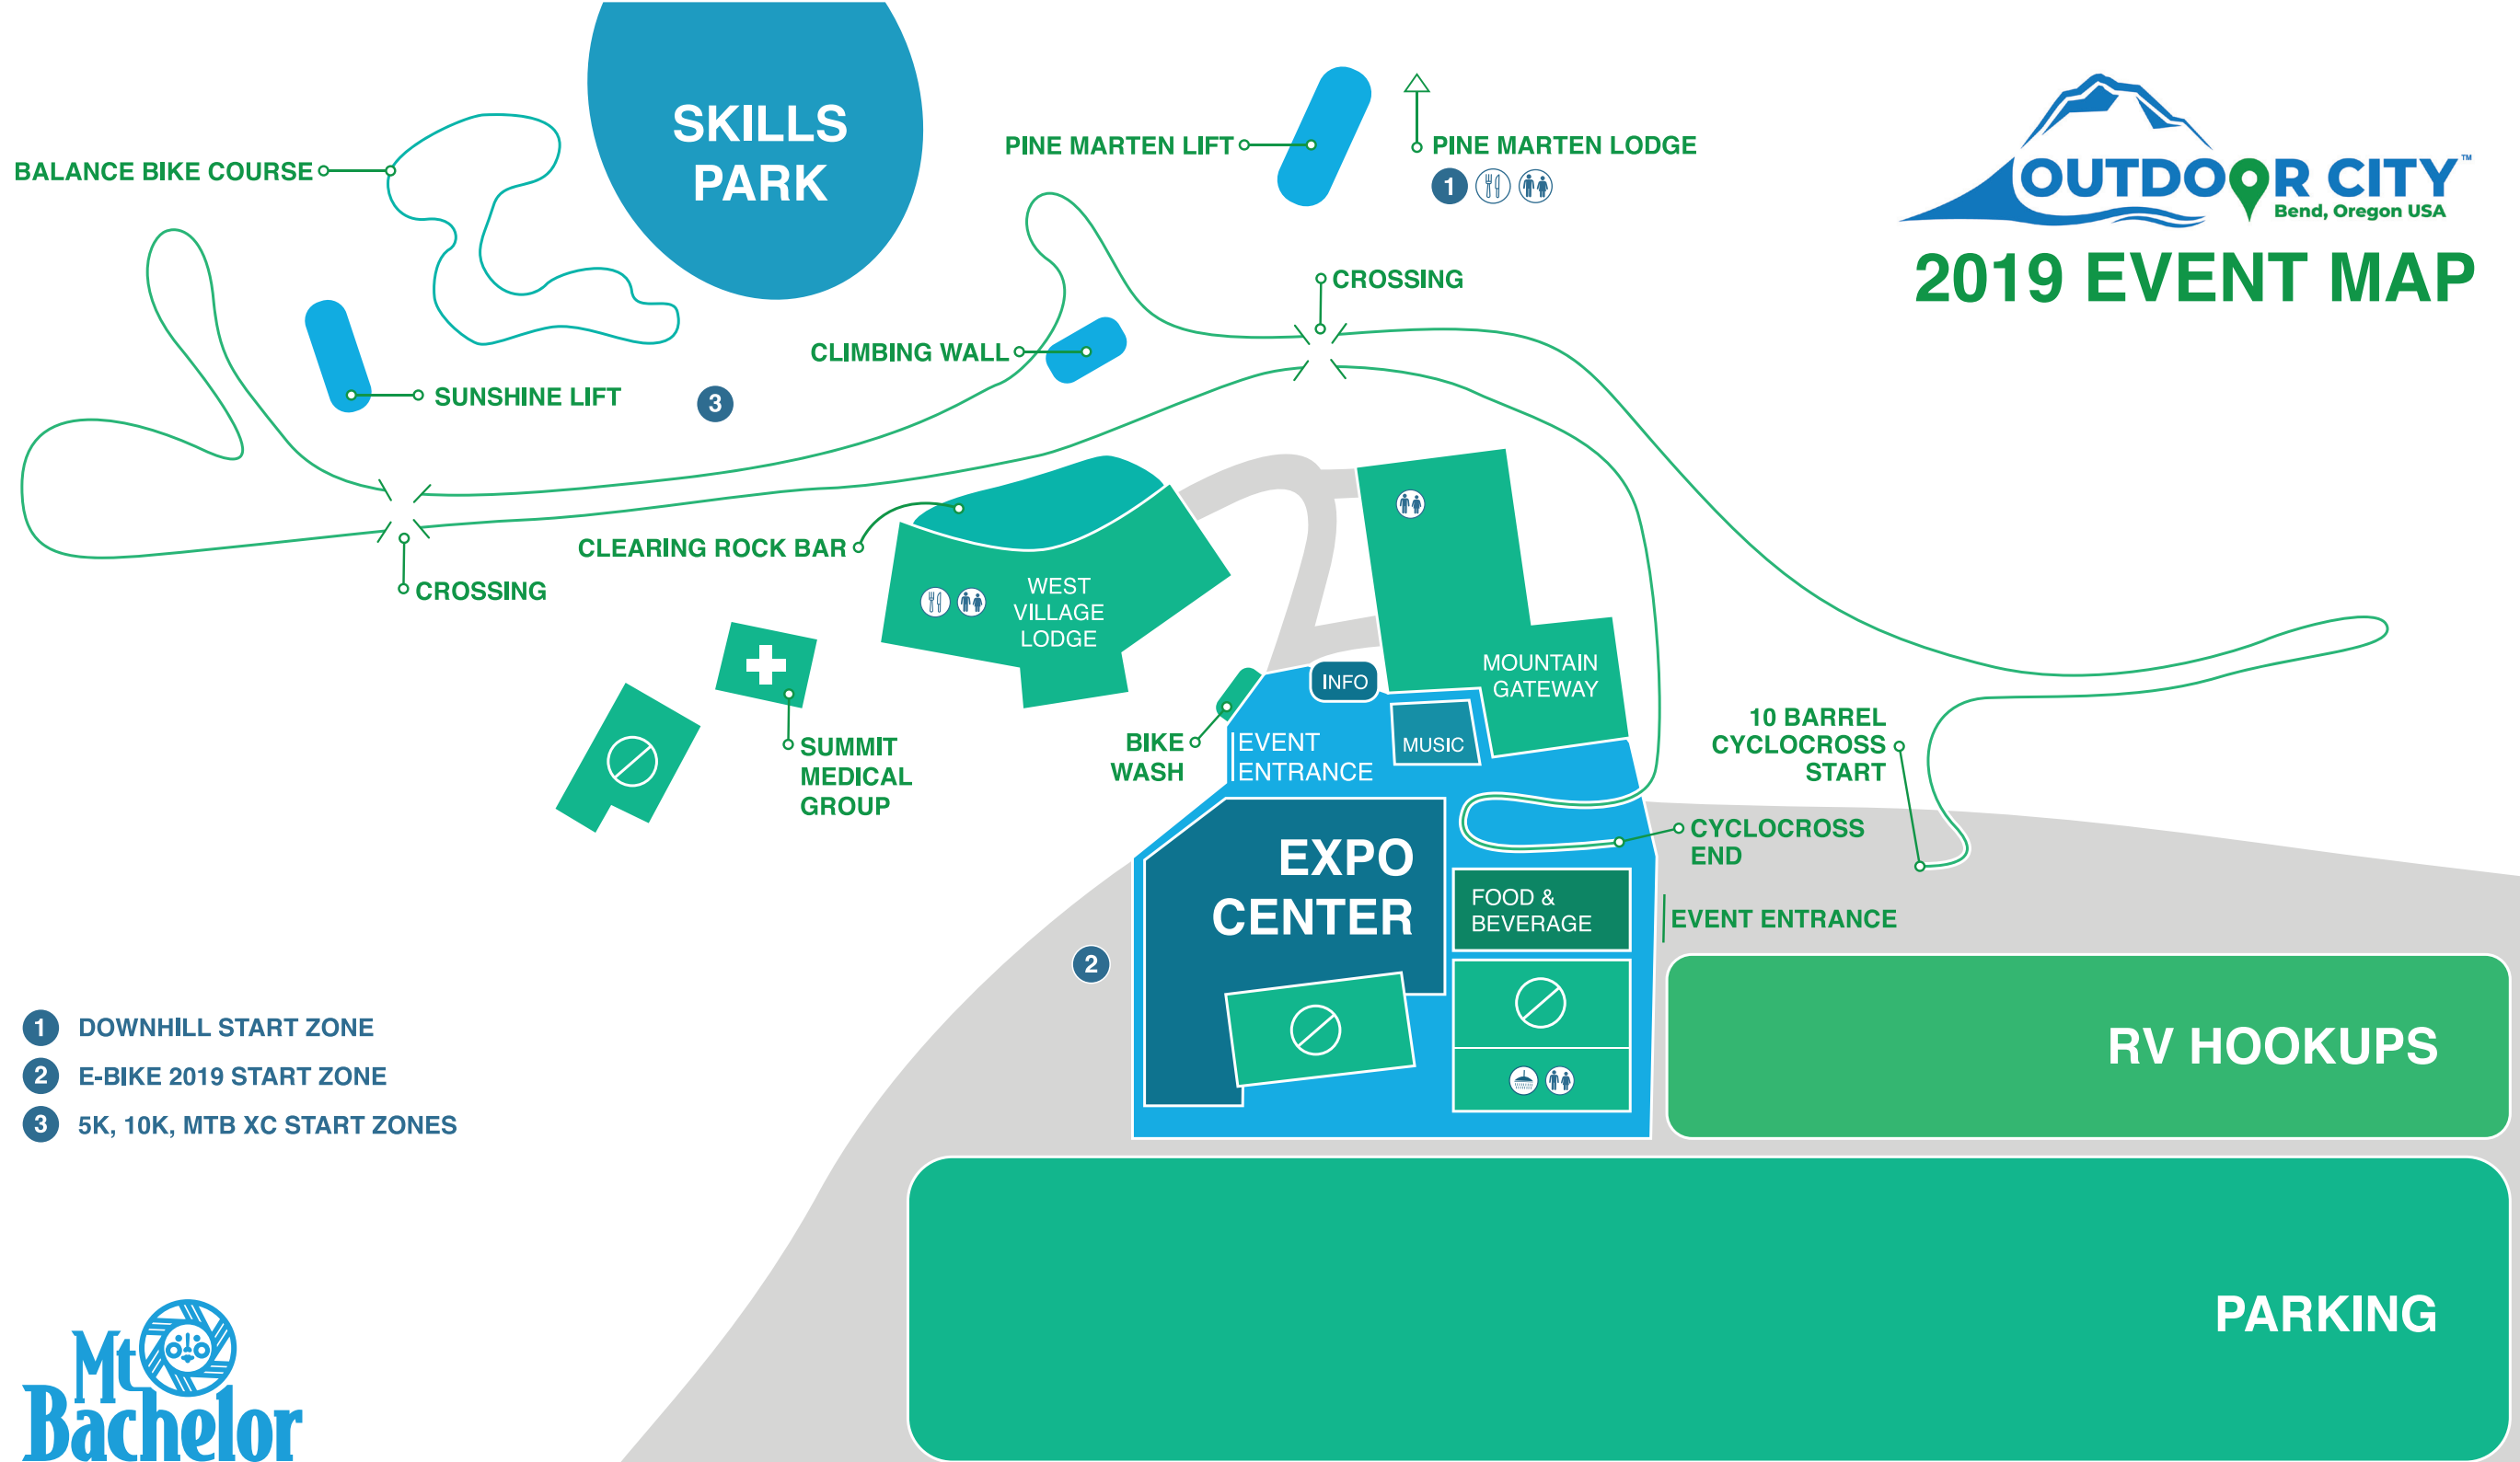 SKILLS
PARK
BALANCE BIKE COURSE
PINE MARTEN LIFT
PINE MARTEN LODGE
1
OUTDOOR CITY™
Bend, Oregon USA
2019 EVENT MAP
CROSSING
CLIMBING WALL
SUNSHINE LIFT
3
CLEARING ROCK BAR
CROSSING
WEST
VILLAGE
LODGE
MOUNTAIN
GATEWAY
INFO
MUSIC
BIKE
WASH
EVENT
ENTRANCE
SUMMIT
MEDICAL
GROUP
10 BARREL
CYCLOCROSS
START
CYCLOCROSS
END
EXPO
CENTER
FOOD &
BEVERAGE
EVENT ENTRANCE
2
1 DOWNHILL START ZONE
2 E-BIKE 2019 START ZONE
3 5K, 10K, MTB XC START ZONES
RV HOOKUPS
PARKING
Mt
Bachelor